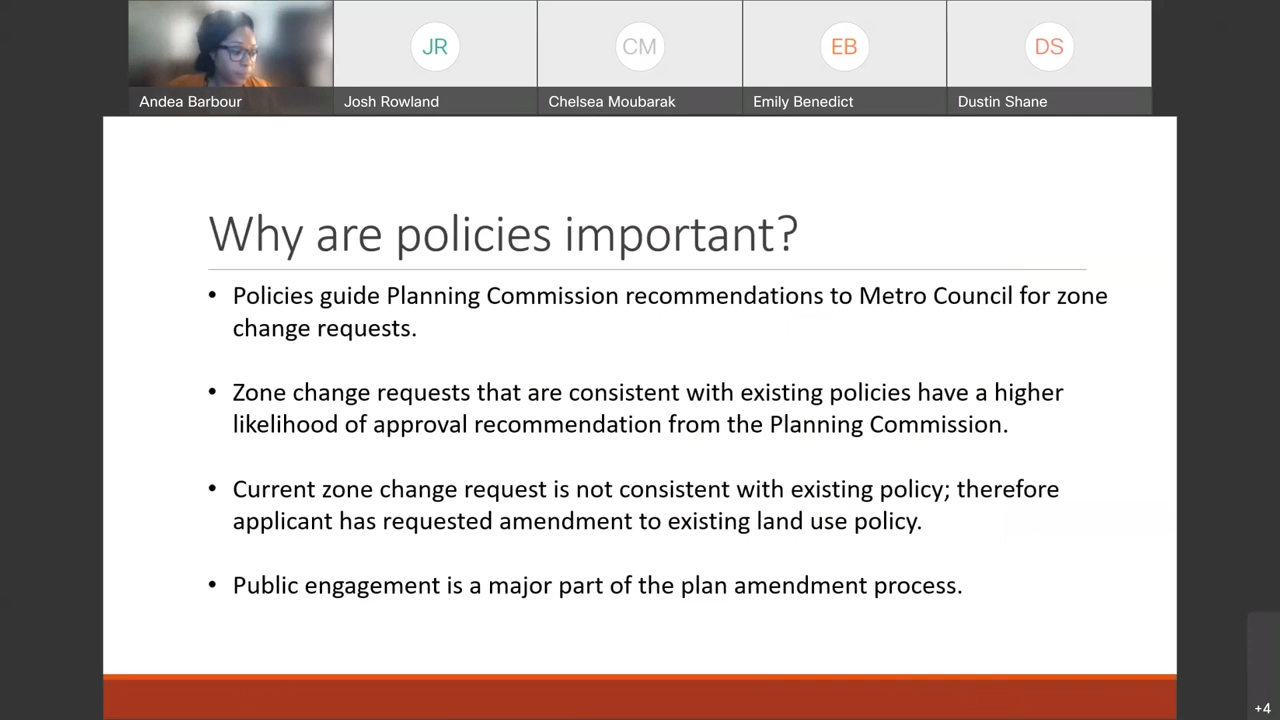 JR
CM
EB
DS
Andea Barbour
Josh Rowland
Chelsea Moubarak
Emily Benedict
Dustin Shane
Why are policies important?
• Policies guide Planning Commission recommendations to Metro Council for zone
change requests.
• Zone change requests that are consistent with existing policies have a higher
likelihood of approval recommendation from the Planning Commission.
• Current zone change request is not consistent with existing policy; therefore
applicant has requested amendment to existing land use policy.
• Public engagement is a major part of the plan amendment process.
+4